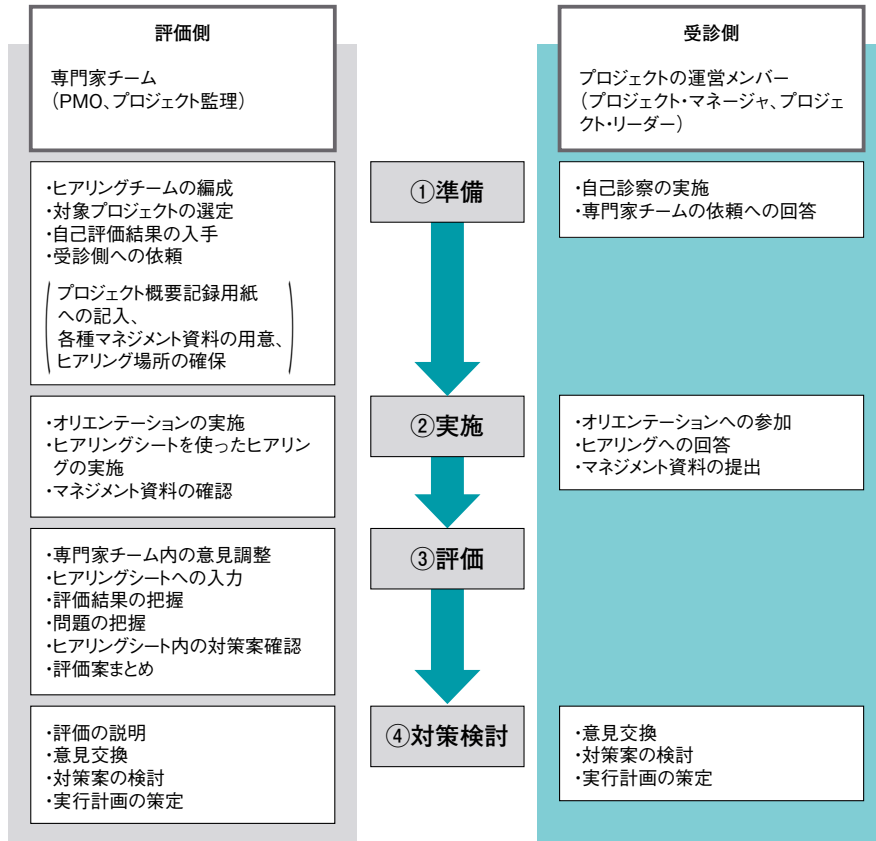 評価側
専門家チーム
（PMO、プロジェクト監理）
受診側
プロジェクトの運営メンバー
（プロジェクト・マネージャ、プロジェ
クト・リーダー）
・ヒアリングチームの編成
・対象プロジェクトの選定
・自己評価結果の入手
・受診側への依頼
プロジェクト概要記録用紙
への記入、
各種マネジメント資料の用意、
ヒアリング場所の確保
①準備
・自己診察の実施
・専門家チームの依頼への回答
・オリエンテーションの実施
・ヒアリングシートを使ったヒアリン
グの実施
・マネジメント資料の確認
②実施
・オリエンテーションへの参加
・ヒアリングへの回答
・マネジメント資料の提出
・専門家チーム内の意見調整
・ヒアリングシートへの入力
・評価結果の把握
・問題の把握
・ヒアリングシート内の対策案確認
・評価案まとめ
③評価
・評価の説明
・意見交換
・対策案の検討
・実行計画の策定
④対策検討
・意見交換
・対策案の検討
・実行計画の策定